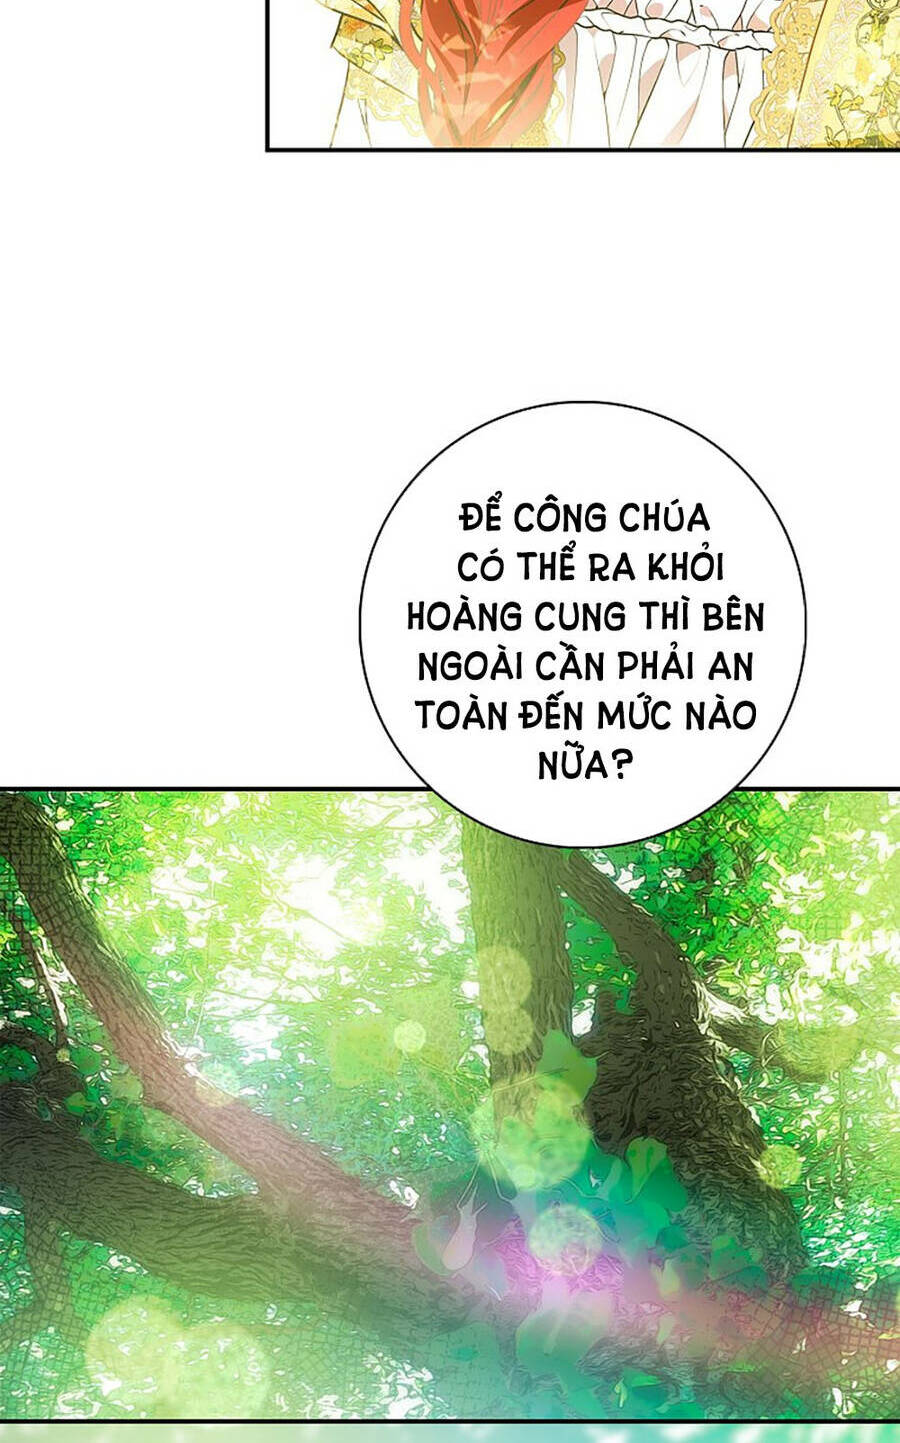 ĐỂ CÔNG CHÚA
CÓ THỂ RA KHỎI
HOÀNG CUNG THÌ BÊN
NGOÀI CẦN PHẢI AN
TOÀN ĐẾN MỨC NÀO
NỮA?